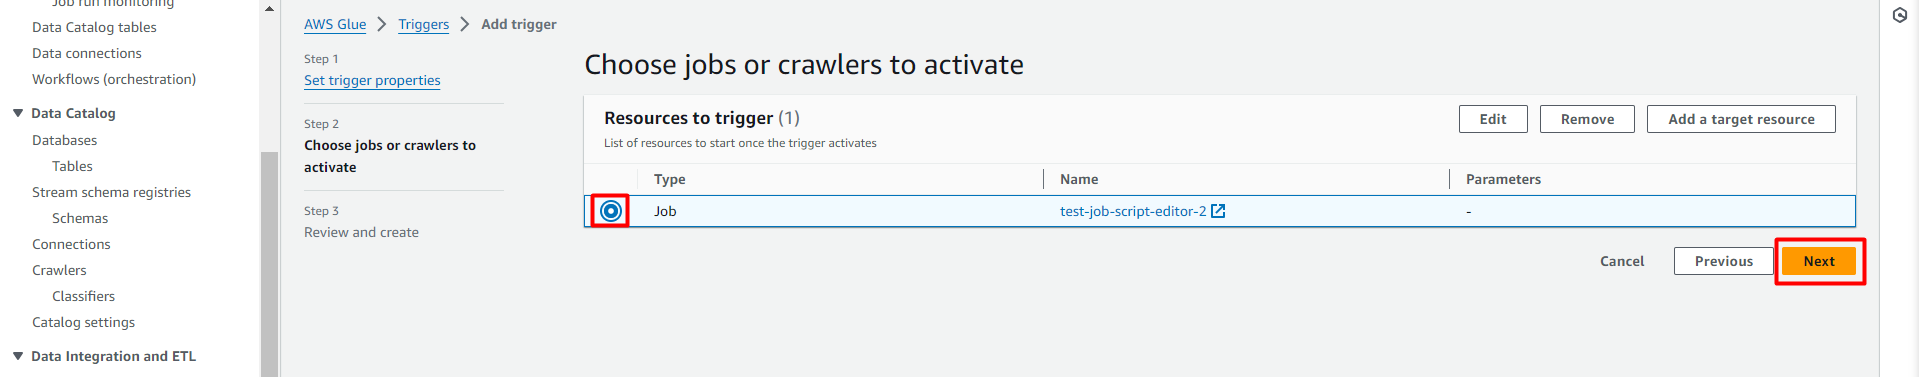 Job run monitoring
Data Catalog tables
Data connections
Workflows (orchestration)
Data Catalog
Databases
Tables
Stream schema registries
Schemas
Connections
Crawlers
Classifiers
Catalog settings
Data Integration and ETL
AWS Glue > Triggers > Add trigger
Step 1
Set trigger properties
Step 2
Choose jobs or crawlers to
activate
Step 3
Review and create
Choose jobs or crawlers to activate
Resources to trigger (1)
Edit Remove Add a target resource
List of resources to start once the trigger activates
Type Name Parameters
Job test-job-script-editor-2 -
Cancel Previous Next